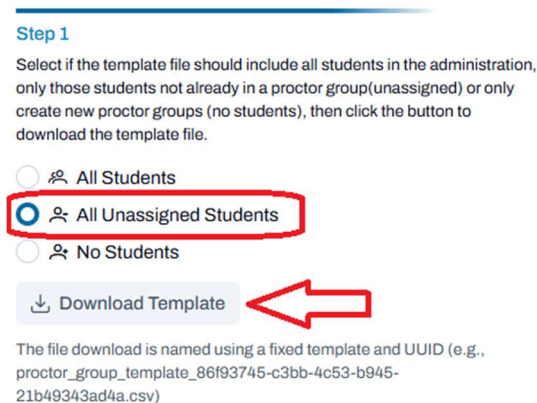 Step 1
Select if the template file should include all students in the administration,
only those students not already in a proctor group(unassigned) or only
create new proctor groups (no students), then click the button to
download the template file.
All Students
All Unassigned Students
No Students
Download Template
The file download is named using a fixed template and UUID (e.g.,
proctor_group_template_86f93745-c3bb-4c53-b945-
21b49343ad4a.csv)